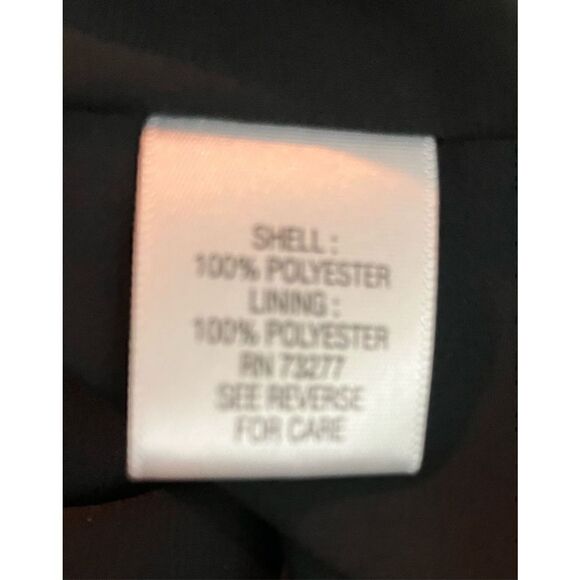 SHELL :
100% POLYESTER
LINING :
100% POLYESTER
RN 73277
SEE REVERSE
FOR CARE